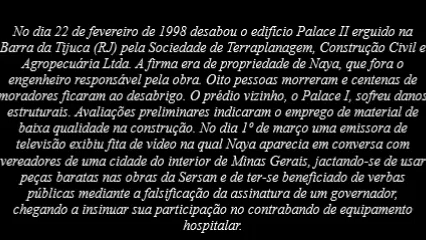 No dia 22 de fevereiro de 1998 desabou o edifício Palace II erguido na
Barra da Tijuca (RJ) pela Sociedade de Terraplanagem, Construção Civil e
Agropecuária Ltda. A firma era de propriedade de Naya, que fora o
engenheiro responsável pela obra. Oito pessoas morreram e centenas de
moradores ficaram ao desabrigo. O prédio vizinho, o Palace I, sofreu danos
estruturais. Avaliações preliminares indicaram o emprego de material de
baixa qualidade na construção. No dia 1º de março uma emissora de
televisão exibiu fita de vídeo na qual Naya aparecia em conversa com
vereadores de uma cidade do interior de Minas Gerais, jactando-se de usar
peças baratas nas obras da Sersan e de ter-se beneficiado de verbas
públicas mediante a falsificação da assinatura de um governador,
chegando a insinuar sua participação no contrabando de equipamento
hospitalar.